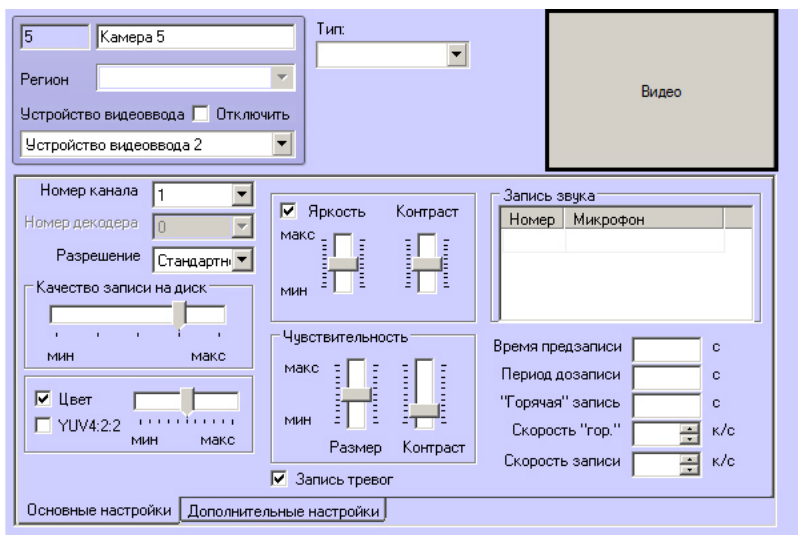 5 Камера 5
Тип:
Регион
Видео
Устройство видеоввода Отключить
Устройство видеоввода 2
Номер канала 1
Номер декодера 0
Разрешение Стандартн
Качество записи на диск
мин макс
Цвет
YUV4:2:2
мин макс
Яркость Контраст
макс
мин
Чувствительность
макс
мин
Размер Контраст
Запись тревог
Запись звука
Номер Микрофон
Время предзаписи с
Период дозаписи с
"Горячая" запись с
Скорость "гор." к/с
Скорость записи к/с
Основные настройки Дополнительные настройки